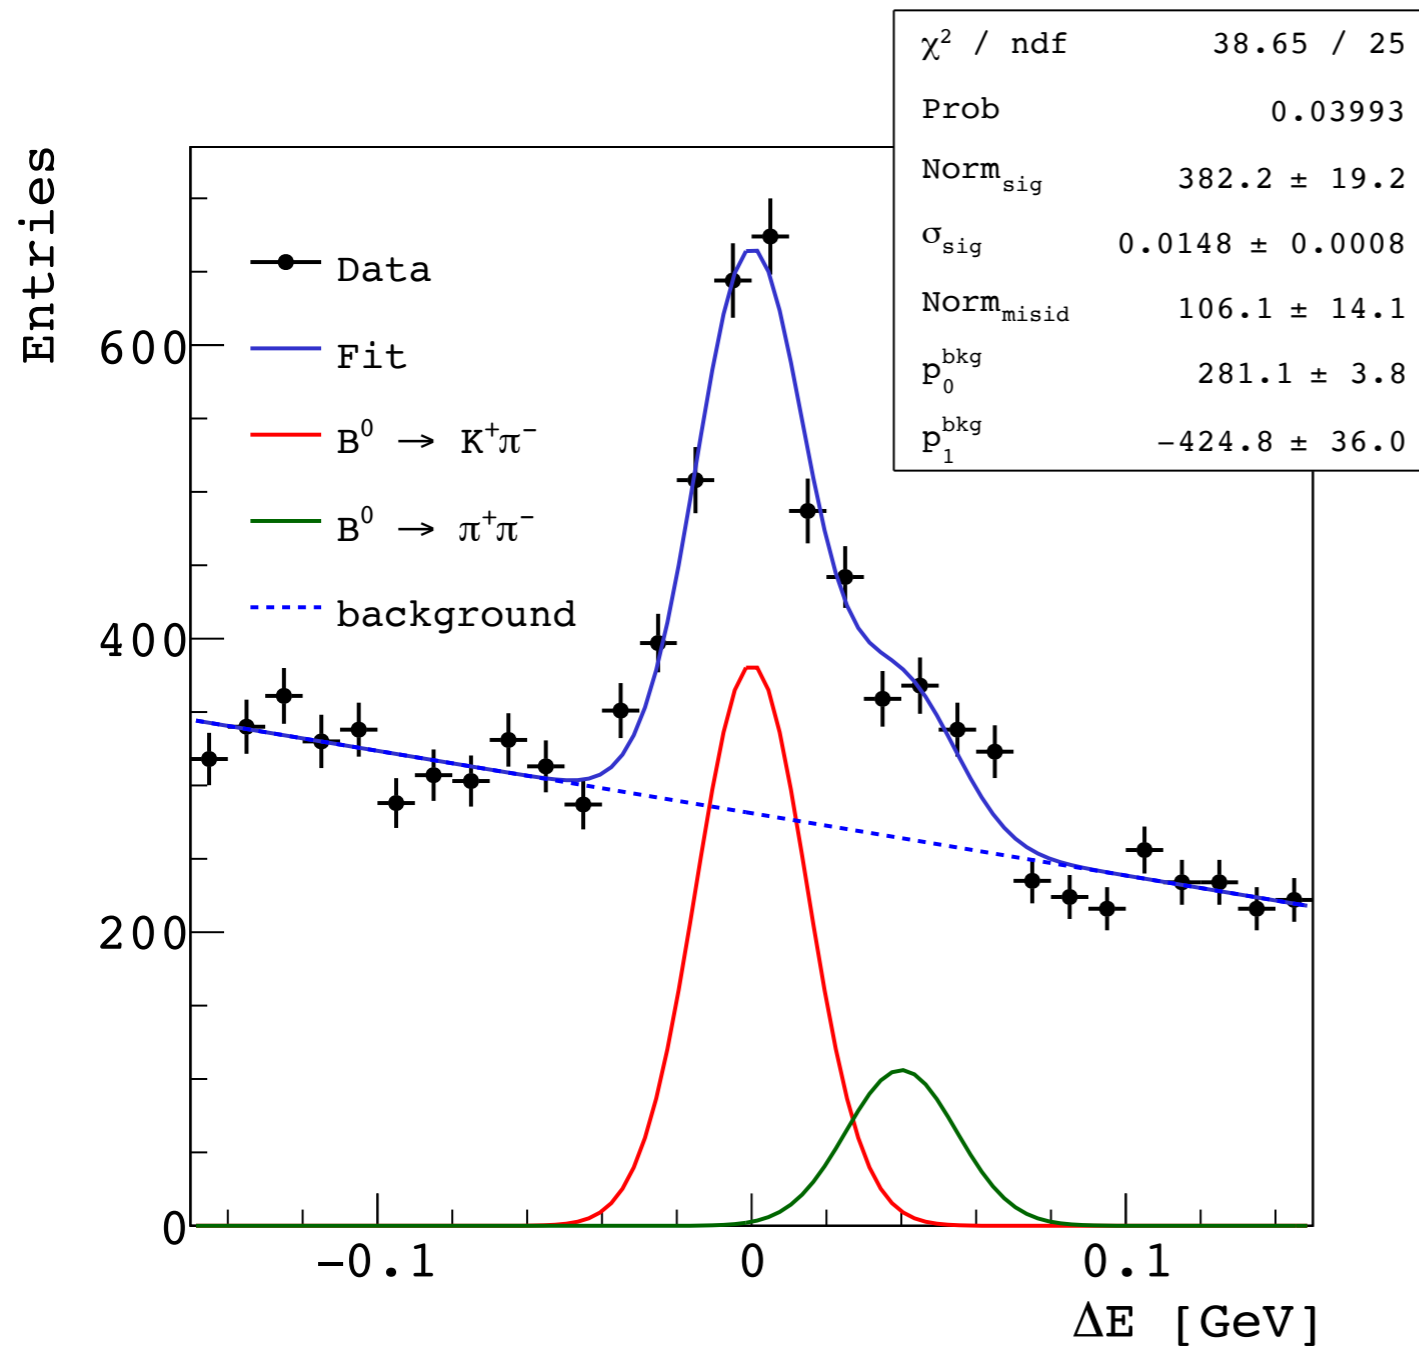 χ² / ndf 38.65 / 25
Prob 0.03993
Norm_sig 382.2 ± 19.2
σ_sig 0.0148 ± 0.0008
Norm_misid 106.1 ± 14.1
p_0^bkg 281.1 ± 3.8
p_1^bkg −424.8 ± 36.0
Entries
Data
Fit
B⁰ → K⁺π⁻
B⁰ → π⁺π⁻
background
600
400
200
0
−0.1 0 0.1
ΔE [GeV]